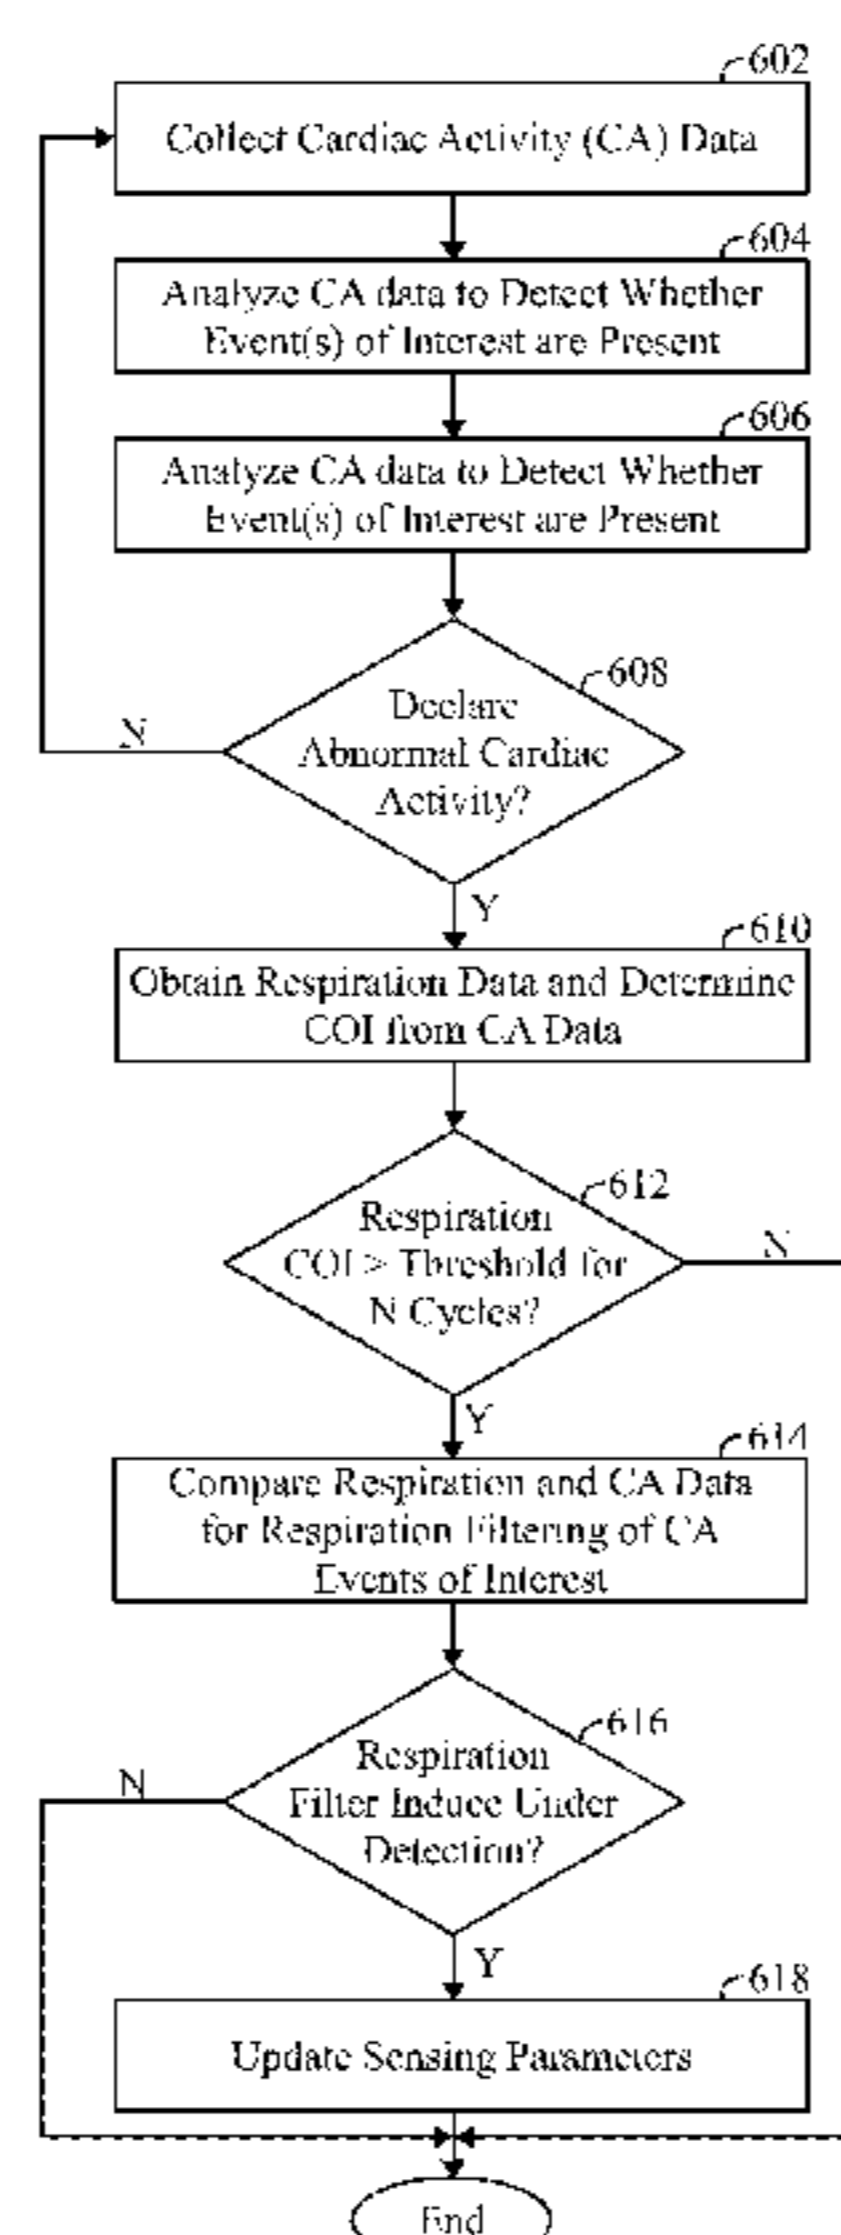 602
Collect Cardiac Activity (CA) Data
604
Analyze CA data to Detect Whether
Event(s) of Interest are Present
606
Analyze CA data to Detect Whether
Event(s) of Interest are Present
608
Declare
Abnormal Cardiac
Activity?
N
Y
610
Obtain Respiration Data and Determine
COI from CA Data
612
Respiration
COI > Threshold for
N Cycles?
N
Y
614
Compare Respiration and CA Data
for Respiration Filtering of CA
Events of Interest
616
Respiration
Filter Induce Under
Detection?
N
Y
618
Update Sensing Parameters
End